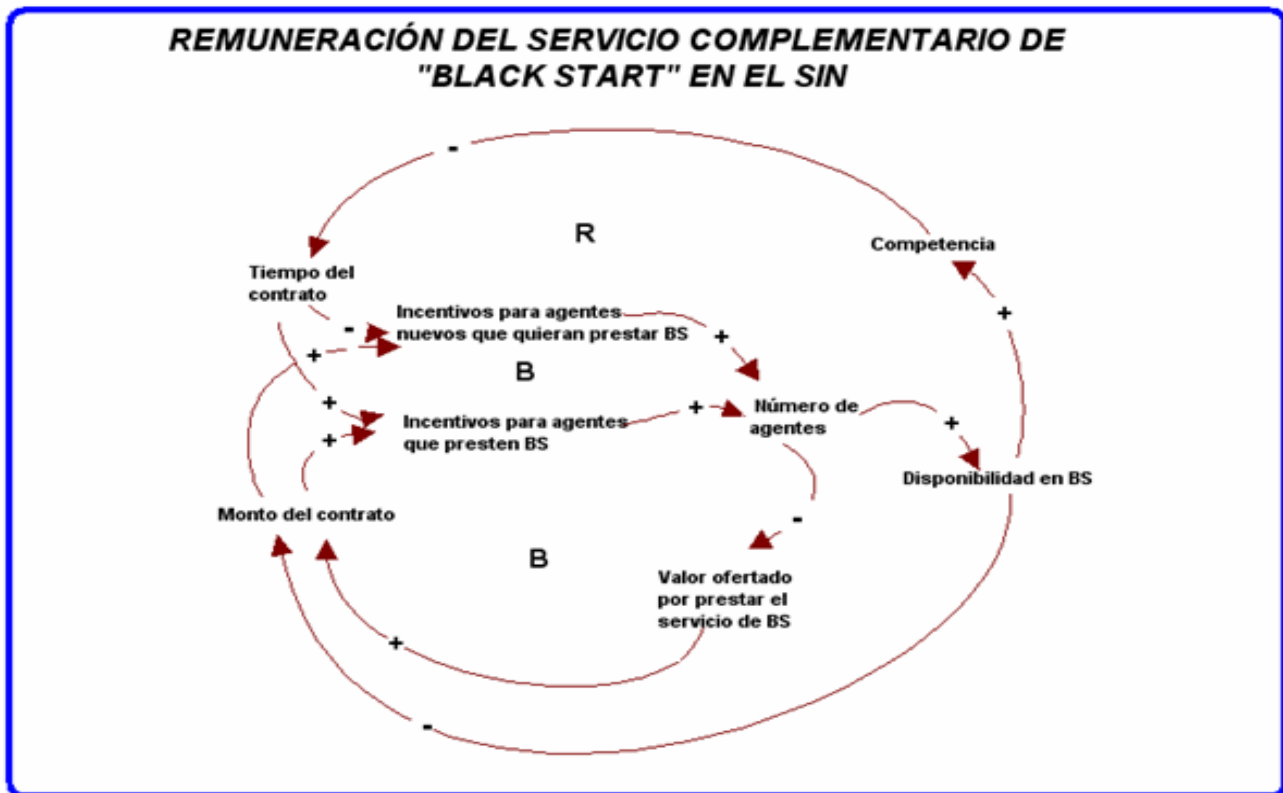 REMUNERACIÓN DEL SERVICIO COMPLEMENTARIO DE
"BLACK START" EN EL SIN
-
R
Competencia
Tiempo del
contrato
+
Incentivos para agentes
nuevos que quieran prestar BS
-
+
+
B
+
+
Número de
agentes
Incentivos para agentes
que presten BS
+
+
Disponibilidad en BS
Monto del contrato
-
B
Valor ofertado
por prestar el
servicio de BS
+
-